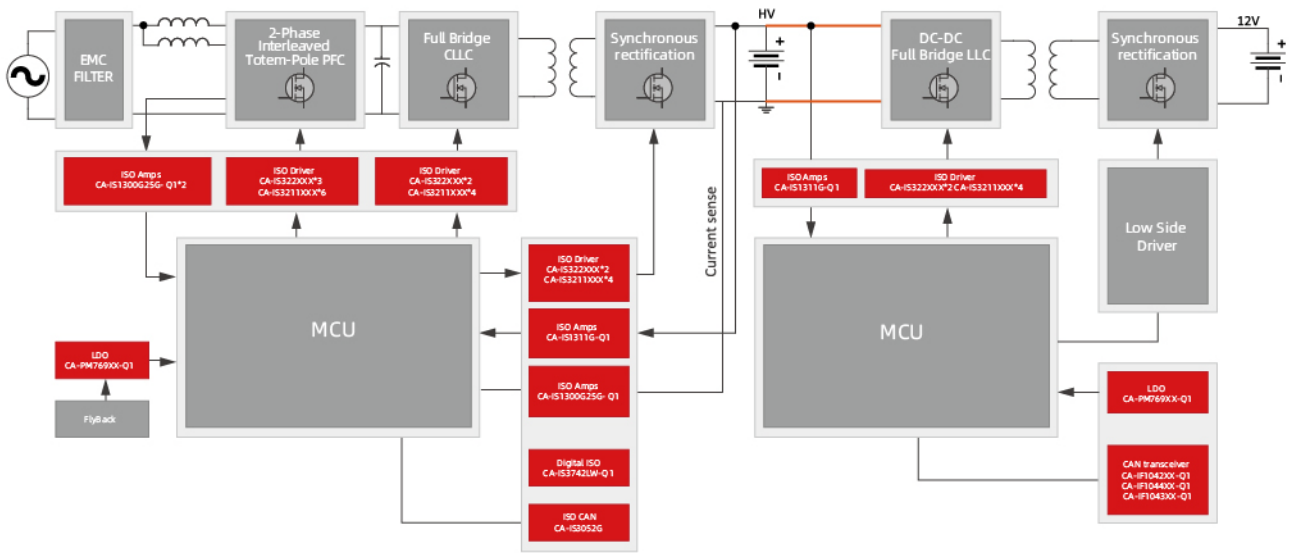 EMC
FILTER
2-Phase
Interleaved
Totem-Pole PFC
Full Bridge
CLLC
Synchronous
rectification
HV
+
-
DC-DC
Full Bridge LLC
Synchronous
rectification
12V
+
-
ISO Amps
CA-IS1300G25G- Q1*2
ISO Driver
CA-IS322XXX*3
CA-IS3211XXX*6
ISO Driver
CA-IS322XXX*2
CA-IS3211XXX*4
Current sense
ISO Amps
CA-IS1311G-Q1
ISO Driver
CA-IS322XXX*2 CA-IS3211XXX*4
Low Side
Driver
MCU
ISO Driver
CA-IS322XXX*2
CA-IS3211XXX*4
ISO Amps
CA-IS1311G-Q1
ISO Amps
CA-IS1300G25G- Q1
Digital ISO
CA-IS3742LW-Q1
ISO CAN
CA-IS3052G
LDO
CA-PM769XX-Q1
FlyBack
MCU
LDO
CA-PM769XX-Q1
CAN transceiver
CA-IF1042XX-Q1
CA-IF1044XX-Q1
CA-IF1043XX-Q1